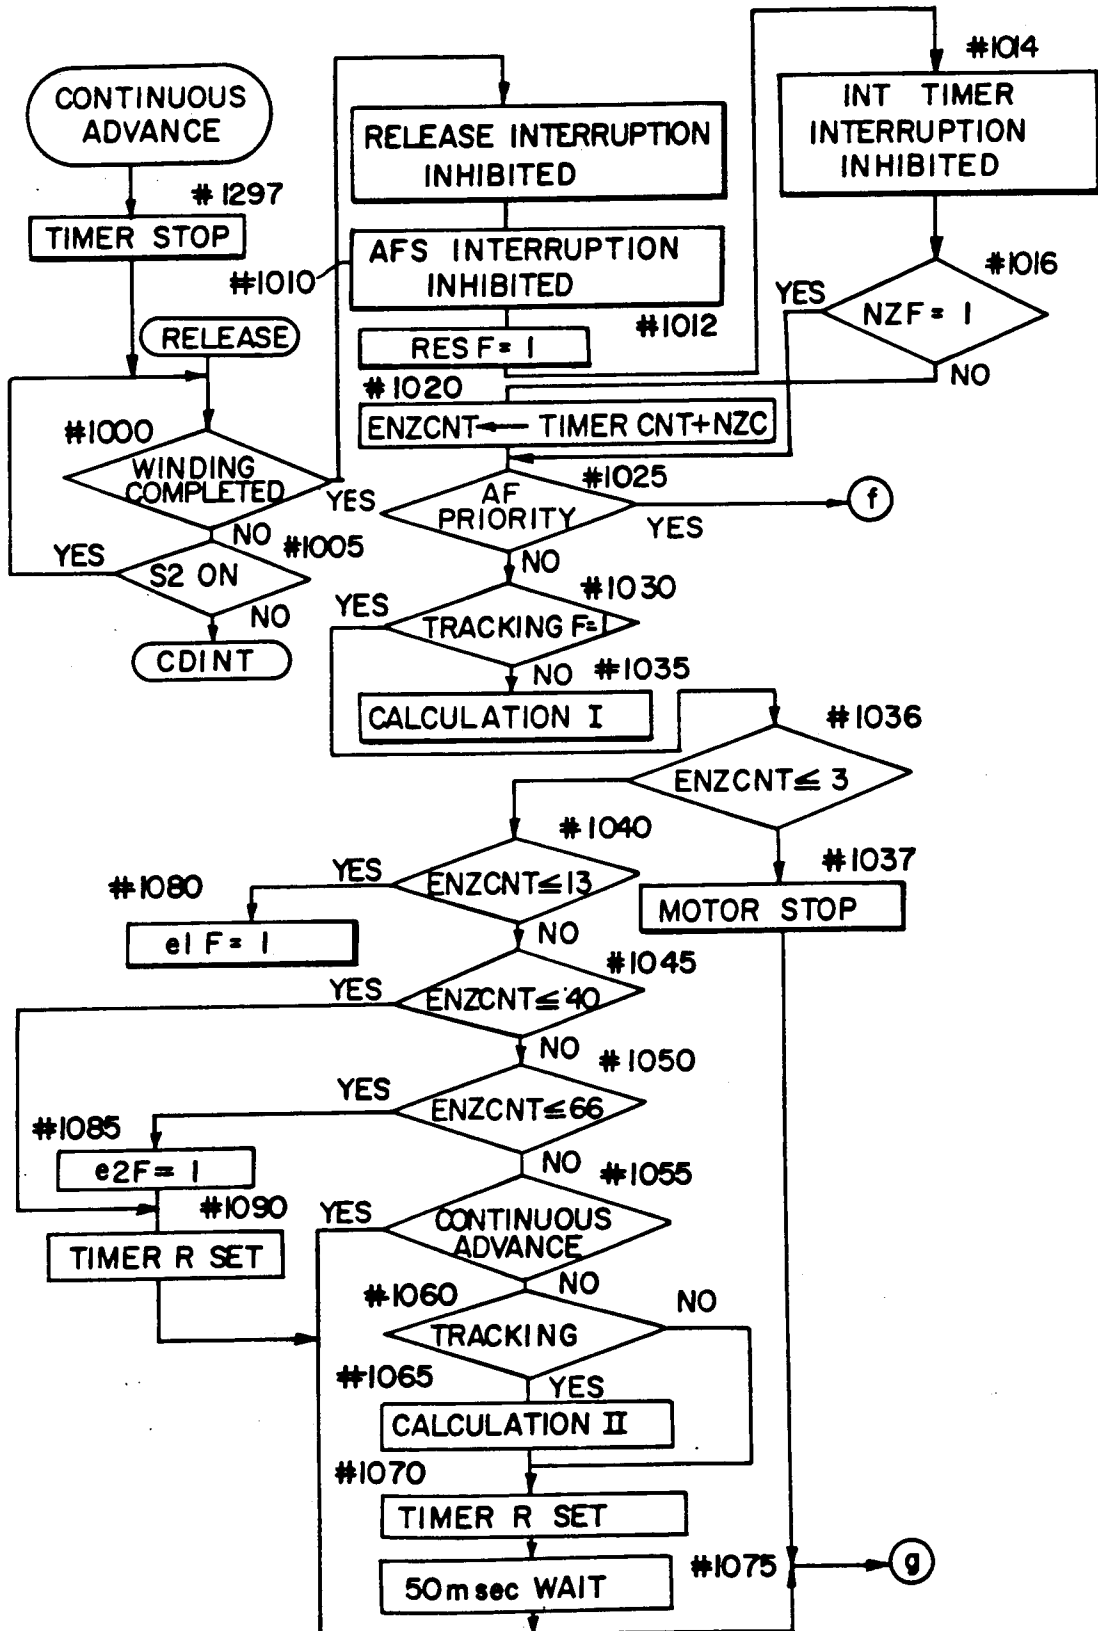 CONTINUOUS
ADVANCE
#1297
TIMER STOP
RELEASE
#1000
WINDING
COMPLETED
YES
NO
#1005
YES
S2 ON
NO
CDINT
RELEASE INTERRUPTION
INHIBITED
AFS INTERRUPTION
INHIBITED
#1010
#1012
RES F = 1
#1014
INT TIMER
INTERRUPTION
INHIBITED
#1016
YES
NZF = 1
NO
#1020
ENZCNT ← TIMER CNT+NZC
#1025
AF
PRIORITY
YES
f
NO
#1030
YES
TRACKING F=1
NO
#1035
CALCULATION I
#1036
ENZCNT ≦ 3
#1037
MOTOR STOP
#1040
YES
ENZCNT ≦ 13
#1080
e1 F = 1
NO
#1045
YES
ENZCNT ≦ 40
NO
#1050
YES
ENZCNT ≦ 66
#1085
e2F = 1
NO
#1055
#1090
YES
CONTINUOUS
ADVANCE
TIMER R SET
NO
#1060
NO
TRACKING
#1065
YES
CALCULATION II
#1070
TIMER R SET
#1075
50 msec WAIT
g